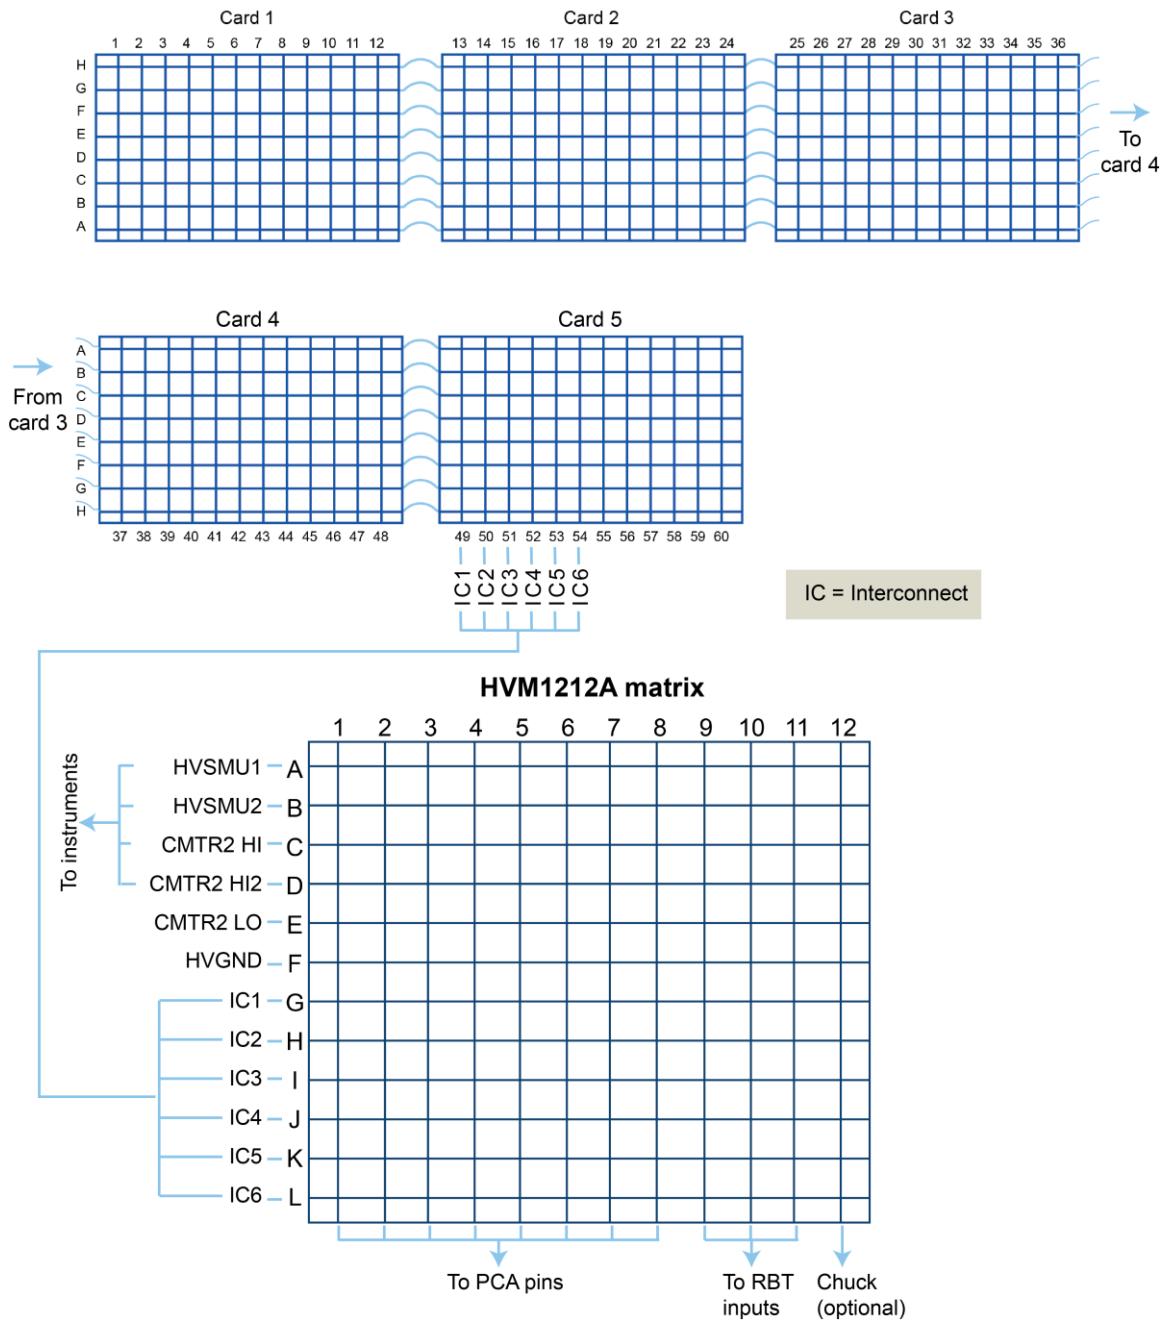 Card 1 Card 2 Card 3
1 2 3 4 5 6 7 8 9 10 11 12 13 14 15 16 17 18 19 20 21 22 23 24 25 26 27 28 29 30 31 32 33 34 35 36
H
G
F
E
D
C
B
A
To
card 4
Card 4 Card 5
From
card 3
A
B
C
D
E
F
G
H
37 38 39 40 41 42 43 44 45 46 47 48 49 50 51 52 53 54 55 56 57 58 59 60
IC1 IC2 IC3 IC4 IC5 IC6
IC = Interconnect
HVM1212A matrix
1 2 3 4 5 6 7 8 9 10 11 12
To instruments
HVSMU1 A
HVSMU2 B
CMTR2 HI C
CMTR2 HI2 D
CMTR2 LO E
HVGND F
IC1 G
IC2 H
IC3 I
IC4 J
IC5 K
IC6 L
To PCA pins
To RBT
inputs
Chuck
(optional)